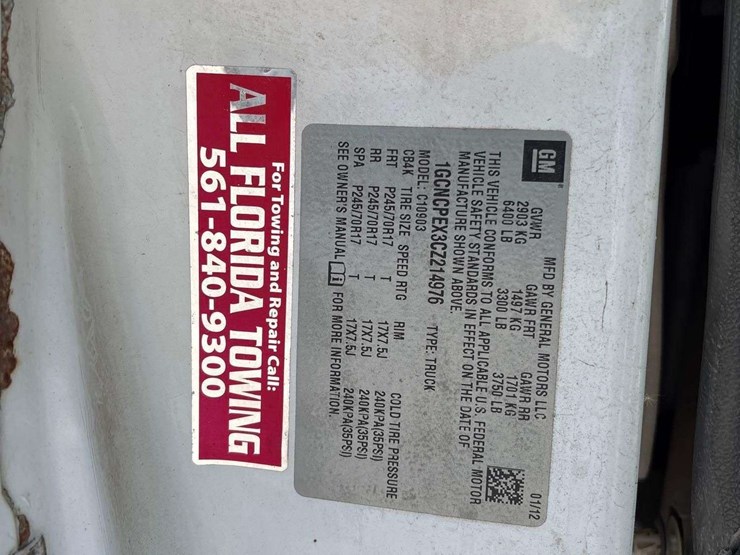 GM
MFD BY GENERAL MOTORS LLC 01/12
GVWR GAWR FRT GAWR RR
2903 KG 1497 KG 1701 KG
6400 LB 3300 LB 3750 LB
THIS VEHICLE CONFORMS TO ALL APPLICABLE U.S. FEDERAL MOTOR
VEHICLE SAFETY STANDARDS IN EFFECT ON THE DATE OF
MANUFACTURE SHOWN ABOVE.
1GCNCPEX3CZ214976 TYPE: TRUCK
MODEL: C10903
CB4K TIRE SIZE SPEED RTG RIM COLD TIRE PRESSURE
FRT P245/70R17 T 17X7.5J 240KPA(35PSI)
RR P245/70R17 T 17X7.5J 240KPA(35PSI)
SPA P245/70R17 T 17X7.5J 240KPA(35PSI)
SEE OWNER'S MANUAL FOR MORE INFORMATION.
For Towing and Repair Call:
ALL FLORIDA TOWING
561-840-9300